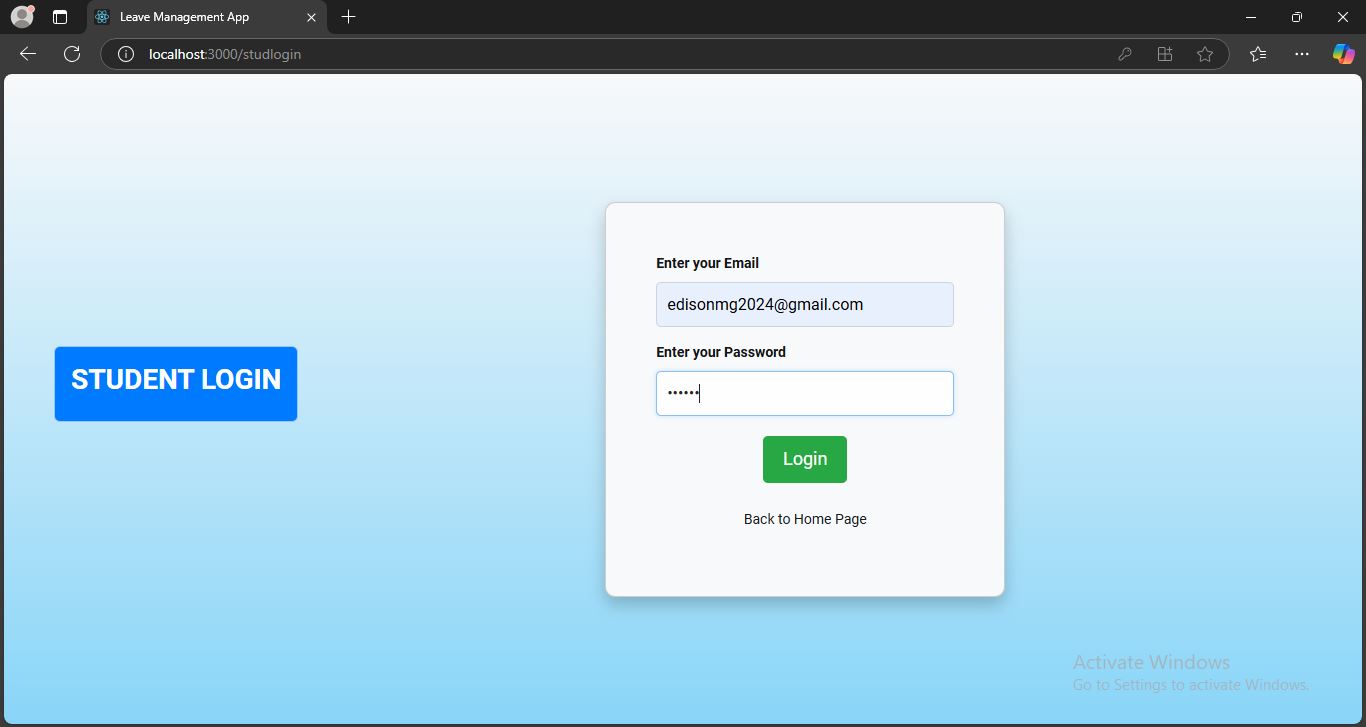 Leave Management App
localhost:3000/studlogin
Enter your Email
edisonmg2024@gmail.com
Enter your Password
••••••
STUDENT LOGIN
Login
Back to Home Page
Activate Windows
Go to Settings to activate Windows.